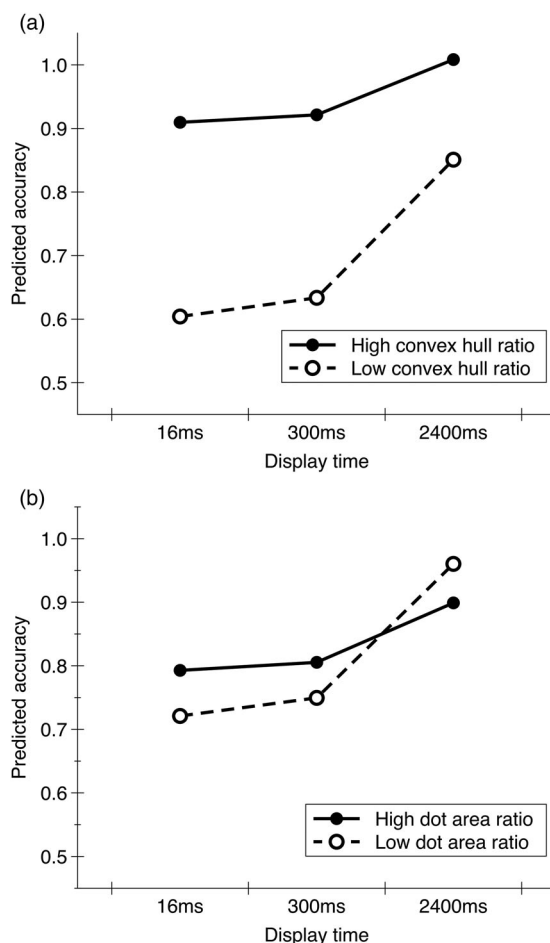 (a)
Predicted accuracy
1.0
0.9
0.8
0.7
0.6
0.5
High convex hull ratio
Low convex hull ratio
16ms 300ms 2400ms
Display time
(b)
Predicted accuracy
1.0
0.9
0.8
0.7
0.6
0.5
High dot area ratio
Low dot area ratio
16ms 300ms 2400ms
Display time